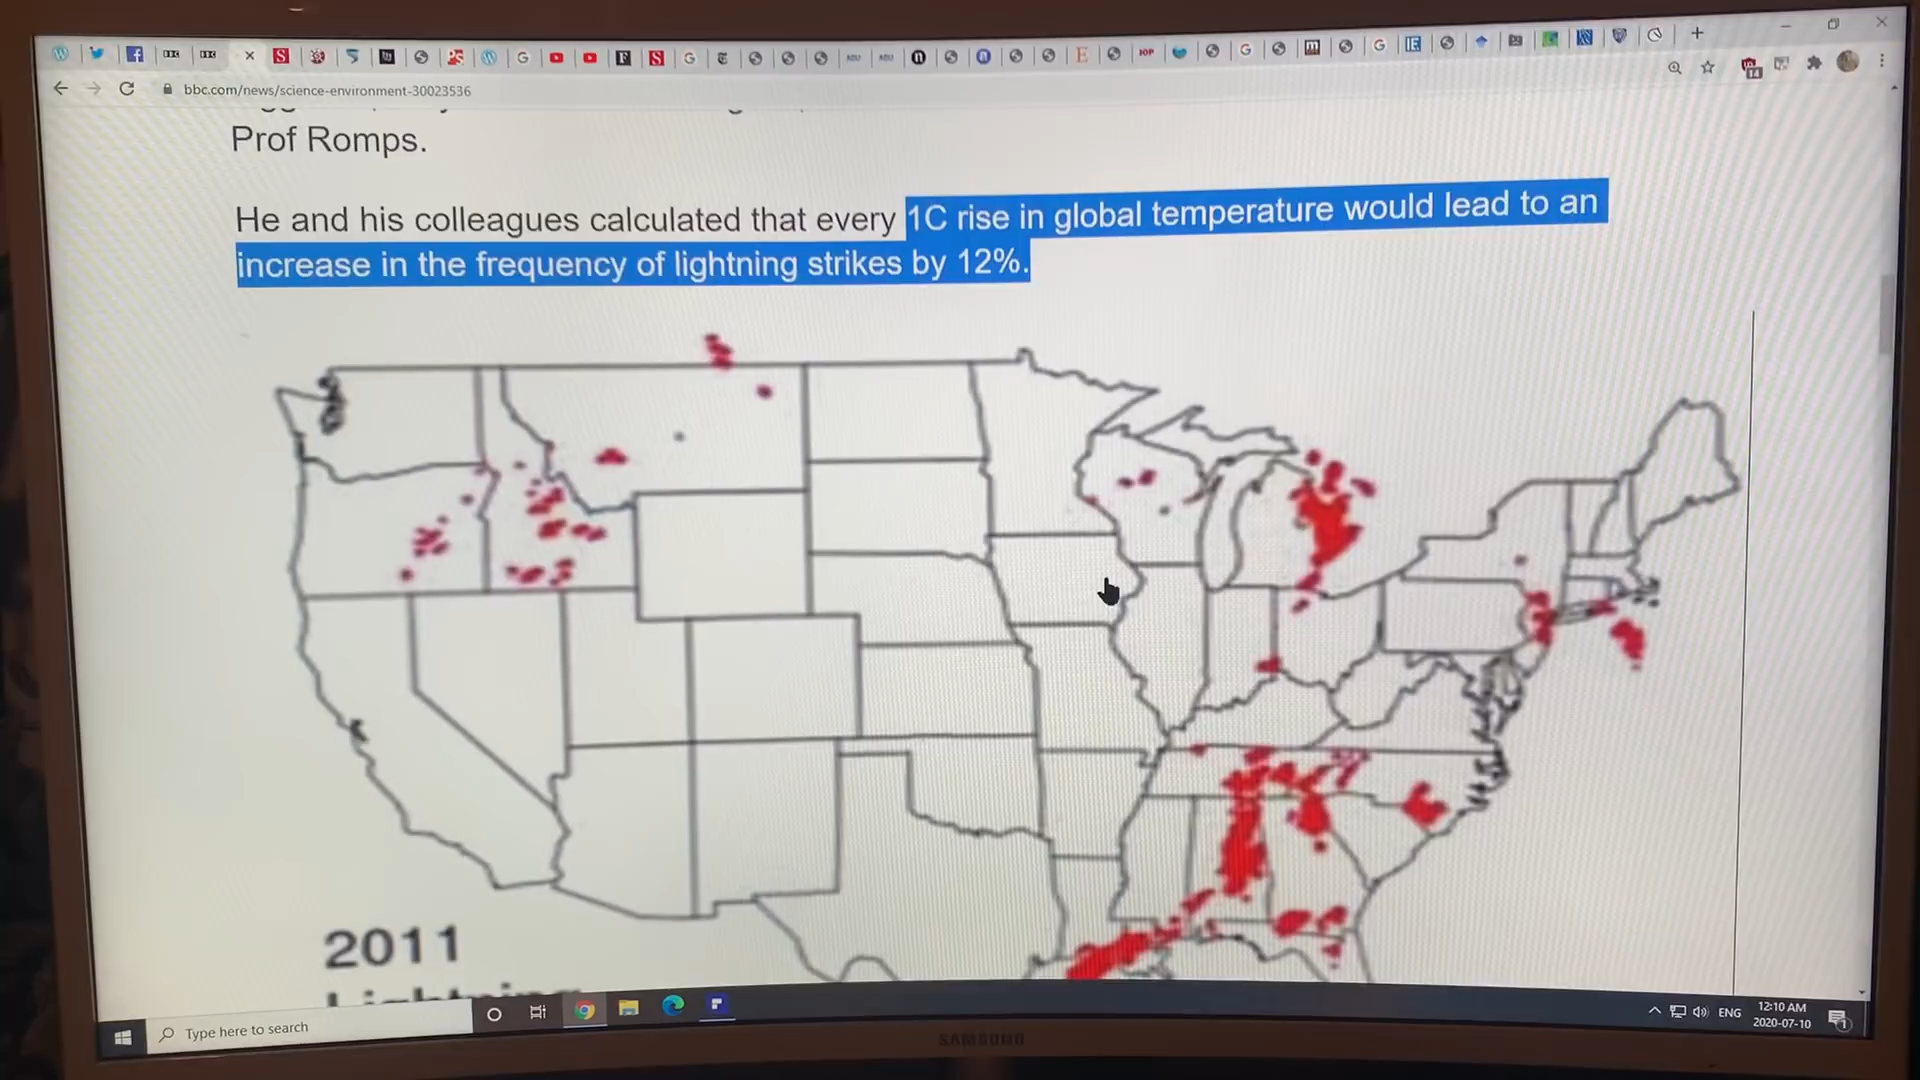 bbc.com/news/science-environment-30023536
Prof Romps.
He and his colleagues calculated that every 1C rise in global temperature would lead to an
increase in the frequency of lightning strikes by 12%.
2011
Lightning
Type here to search
ENG
12:10 AM
2020-07-10
SAMSUNG